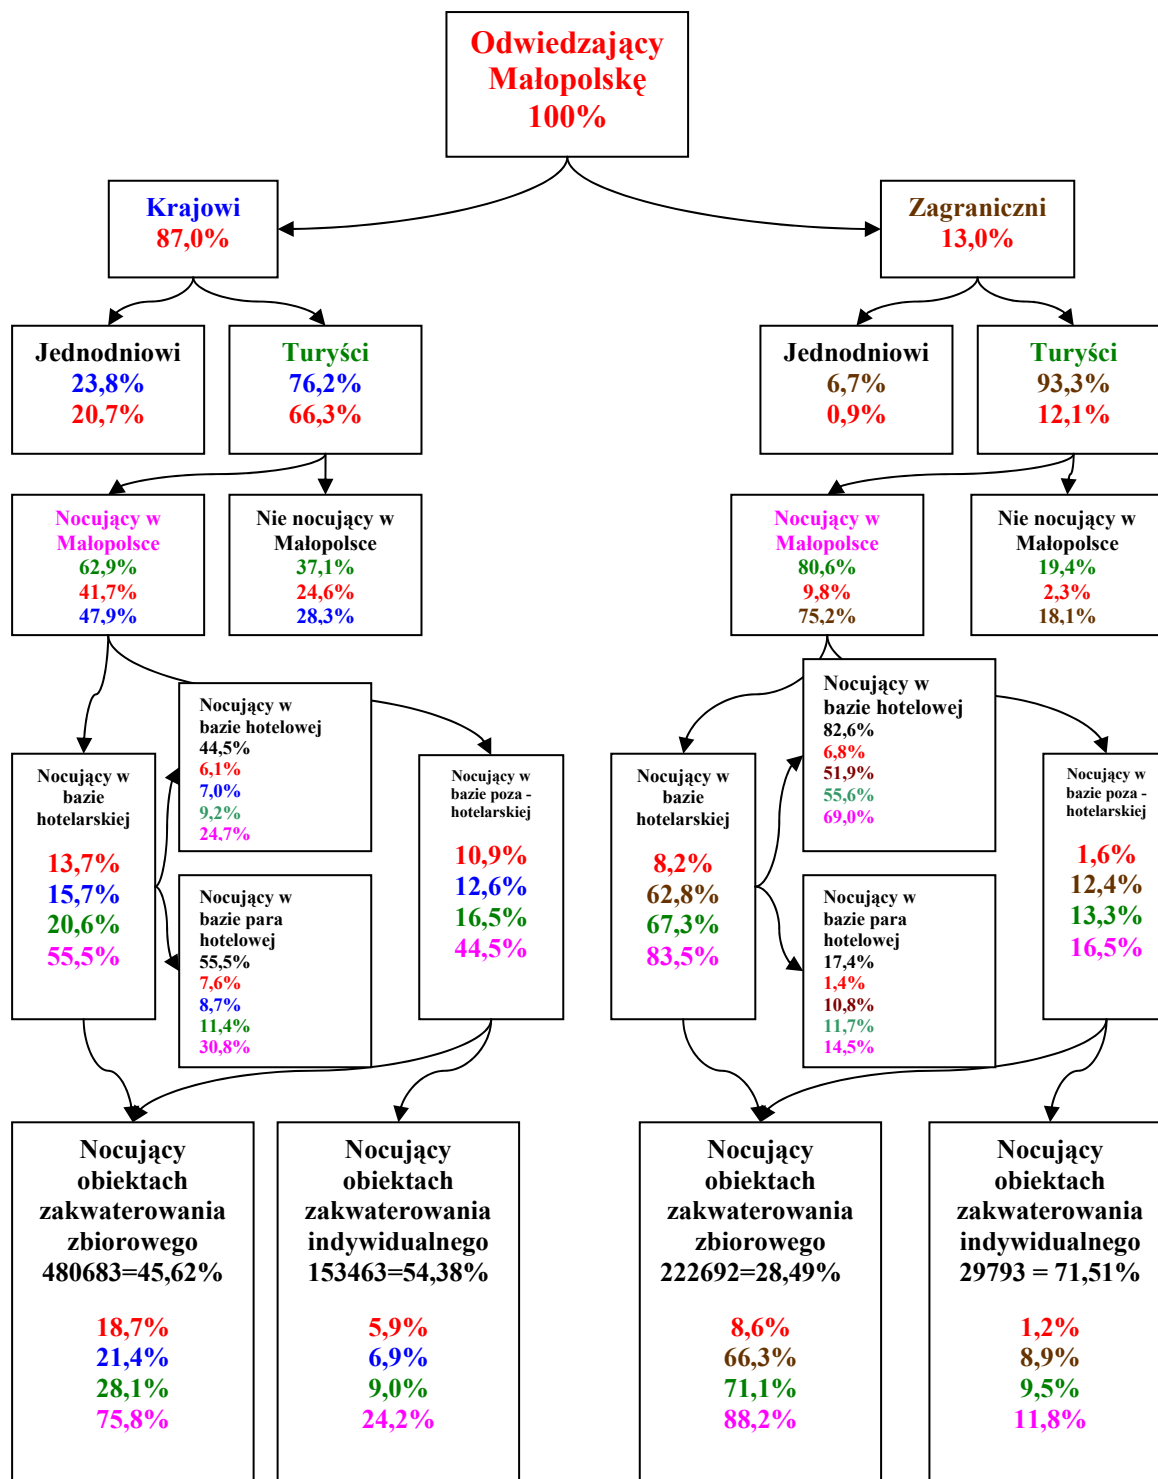 Odwiedzający
Małopolskę
100%
Krajowi
87,0%
Zagraniczni
13,0%
Jednodniowi
23,8%
20,7%
Turyści
76,2%
66,3%
Jednodniowi
6,7%
0,9%
Turyści
93,3%
12,1%
Nocujący w
Małopolsce
62,9%
41,7%
47,9%
Nie nocujący w
Małopolsce
37,1%
24,6%
28,3%
Nocujący w
Małopolsce
80,6%
9,8%
75,2%
Nie nocujący w
Małopolsce
19,4%
2,3%
18,1%
Nocujący w
bazie
hotelarskiej
13,7%
15,7%
20,6%
55,5%
Nocujący w
bazie hotelowej
44,5%
6,1%
7,0%
9,2%
24,7%
Nocujący w
bazie para
hotelowej
55,5%
7,6%
8,7%
11,4%
30,8%
Nocujący w
bazie poza -
hotelarskiej
10,9%
12,6%
16,5%
44,5%
Nocujący w
bazie
hotelarskiej
8,2%
62,8%
67,3%
83,5%
Nocujący w
bazie hotelowej
82,6%
6,8%
51,9%
55,6%
69,0%
Nocujący w
bazie para
hotelowej
17,4%
1,4%
10,8%
11,7%
14,5%
Nocujący w
bazie poza -
hotelarskiej
1,6%
12,4%
13,3%
16,5%
Nocujący
obiektach
zakwaterowania
zbiorowego
480683=45,62%
18,7%
21,4%
28,1%
75,8%
Nocujący
obiektach
zakwaterowania
indywidualnego
153463=54,38%
5,9%
6,9%
9,0%
24,2%
Nocujący
obiektach
zakwaterowania
zbiorowego
222692=28,49%
8,6%
66,3%
71,1%
88,2%
Nocujący
obiektach
zakwaterowania
indywidualnego
29793 = 71,51%
1,2%
8,9%
9,5%
11,8%